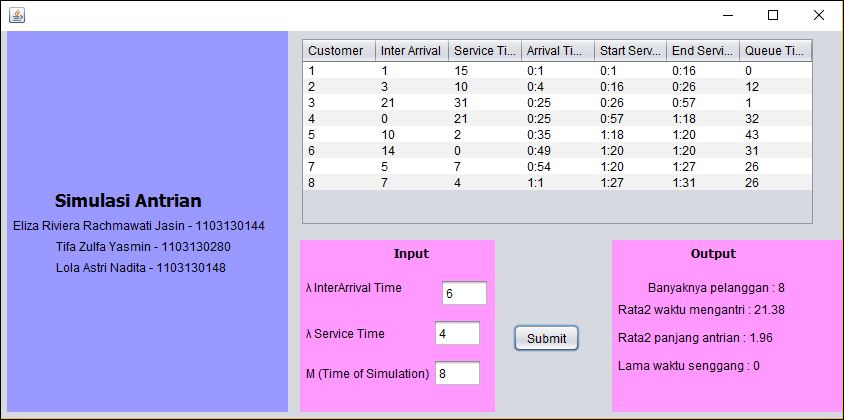 Simulasi Antrian
Eliza Riviera Rachmawati Jasin - 1103130144
Tifa Zulfa Yasmin - 1103130280
Lola Astri Nadita - 1103130148
Customer Inter Arrival Service Ti... Arrival Ti... Start Serv... End Servi... Queue Ti...
1 1 15 0:1 0:1 0:16 0
2 3 10 0:4 0:16 0:26 12
3 21 31 0:25 0:26 0:57 1
4 0 21 0:25 0:57 1:18 32
5 10 2 0:35 1:18 1:20 43
6 14 0 0:49 1:20 1:20 31
7 5 7 0:54 1:20 1:27 26
8 7 4 1:1 1:27 1:31 26
Input
λ InterArrival Time 6
λ Service Time 4
M (Time of Simulation) 8
Submit
Output
Banyaknya pelanggan : 8
Rata2 waktu mengantri : 21.38
Rata2 panjang antrian : 1.96
Lama waktu senggang : 0